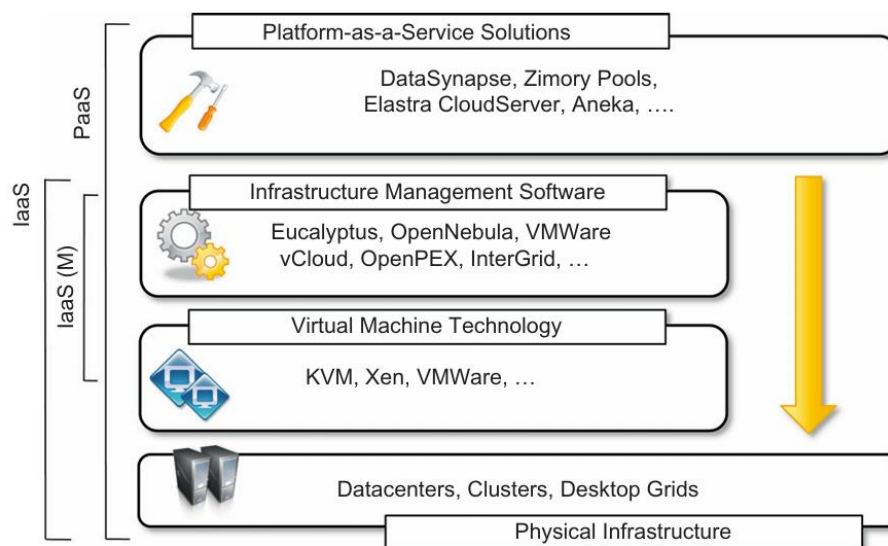 Platform-as-a-Service Solutions
DataSynapse, Zimory Pools,
Elastra CloudServer, Aneka, ….
PaaS
IaaS
IaaS (M)
Infrastructure Management Software
Eucalyptus, OpenNebula, VMWare
vCloud, OpenPEX, InterGrid, …
Virtual Machine Technology
KVM, Xen, VMWare, …
Datacenters, Clusters, Desktop Grids
Physical Infrastructure